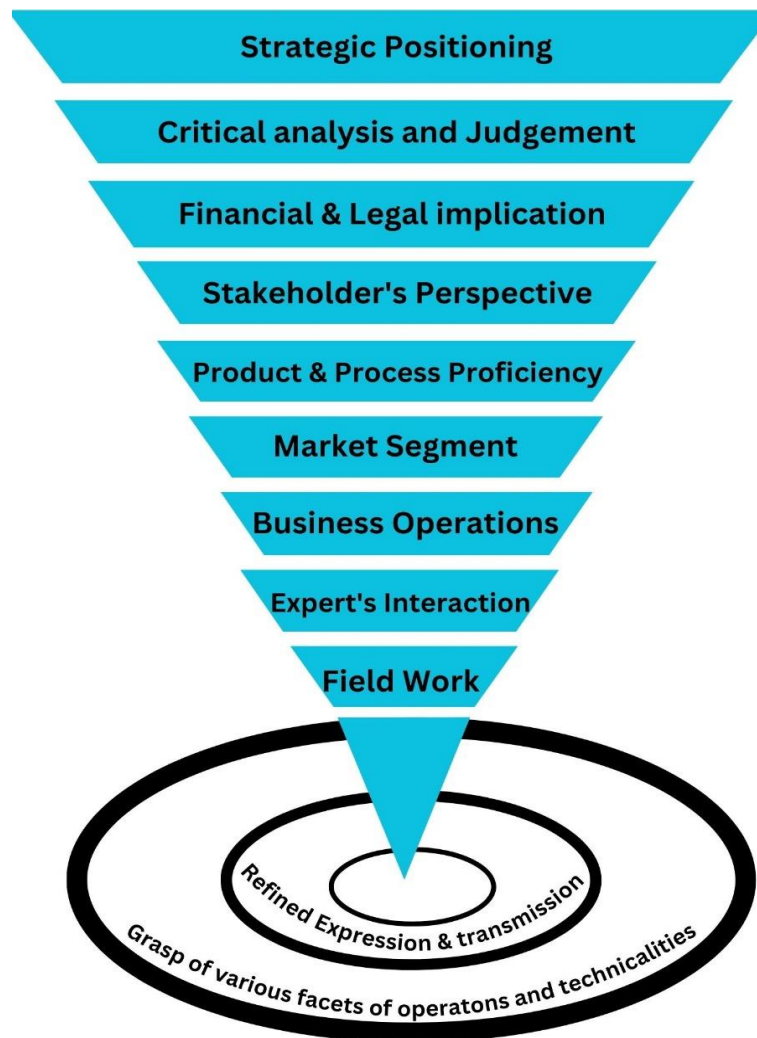 Strategic Positioning
Critical analysis and Judgement
Financial & Legal implication
Stakeholder's Perspective
Product & Process Proficiency
Market Segment
Business Operations
Expert's Interaction
Field Work
Refined Expression & transmission
Grasp of various facets of operatons and technicalities